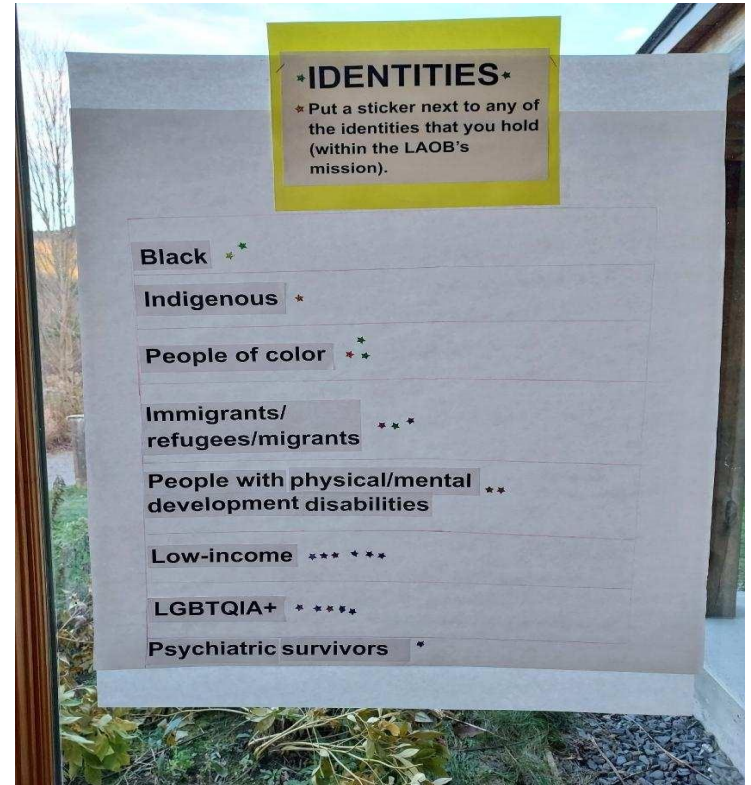 IDENTITIES
Put a sticker next to any of
the identities that you hold
(within the LAOB's
mission).
Black
Indigenous
People of color
Immigrants/
refugees/migrants
People with physical/mental
development disabilities
Low-income
LGBTQIA+
Psychiatric survivors